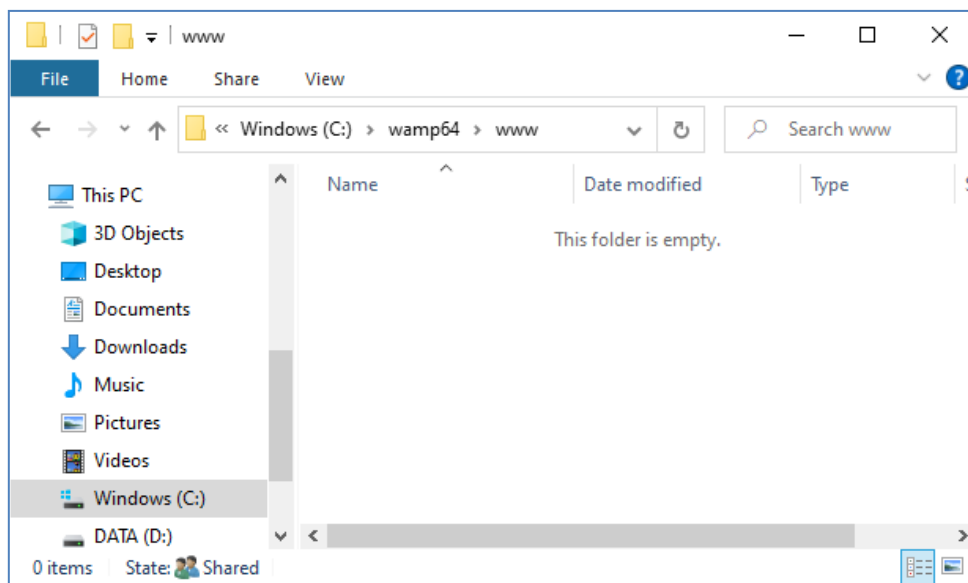 www
File Home Share View
« Windows (C:) › wamp64 › www Search www
Name Date modified Type
This folder is empty.
This PC
3D Objects
Desktop
Documents
Downloads
Music
Pictures
Videos
Windows (C:)
DATA (D:)
0 items State: Shared